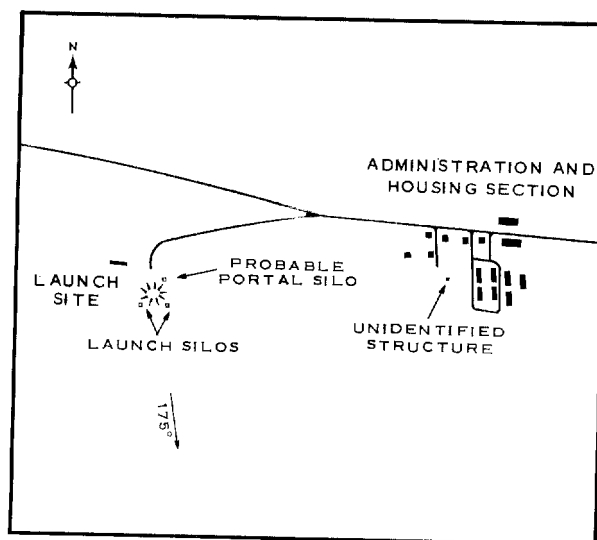 N
ADMINISTRATION AND
HOUSING SECTION
PROBABLE
PORTAL SILO
LAUNCH
SITE
LAUNCH SILOS
UNIDENTIFIED
STRUCTURE
175°